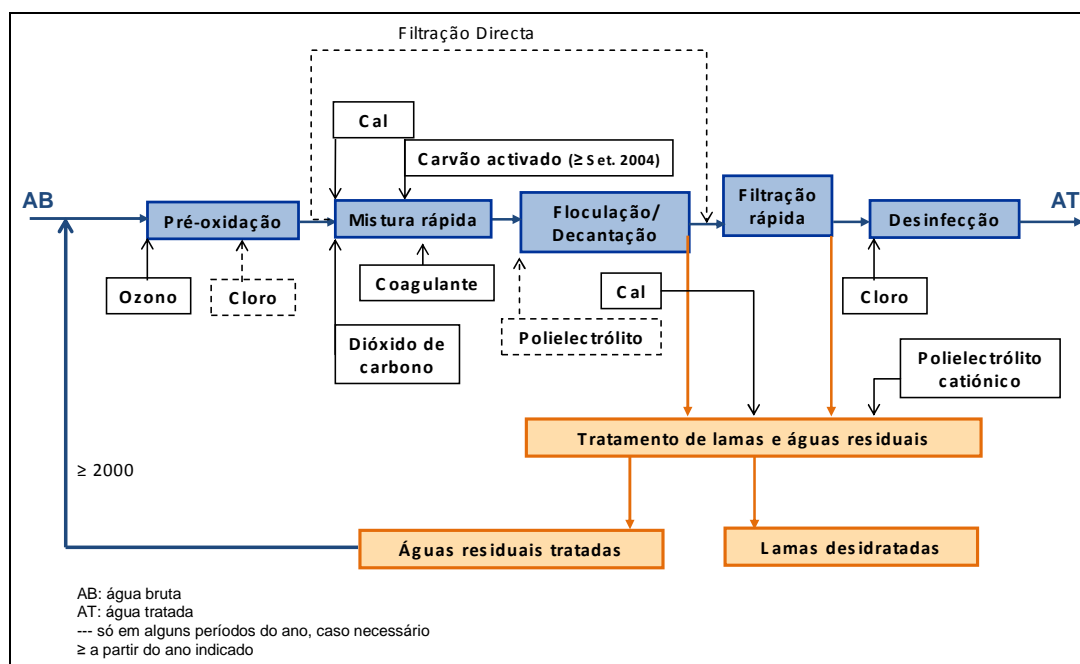 Filtração Directa
Cal
Carvão activado (≥ Set. 2004)
AB
Pré-oxidação
Mistura rápida
Floculação/
Decantação
Filtração
rápida
Desinfecção
AT
Ozono
Cloro
Coagulante
Polielectrólito
Cal
Cloro
Dióxido de
carbono
Polielectrólito
catiónico
Tratamento de lamas e águas residuais
≥ 2000
Águas residuais tratadas
Lamas desidratadas
AB: água bruta
AT: água tratada
--- só em alguns períodos do ano, caso necessário
≥ a partir do ano indicado